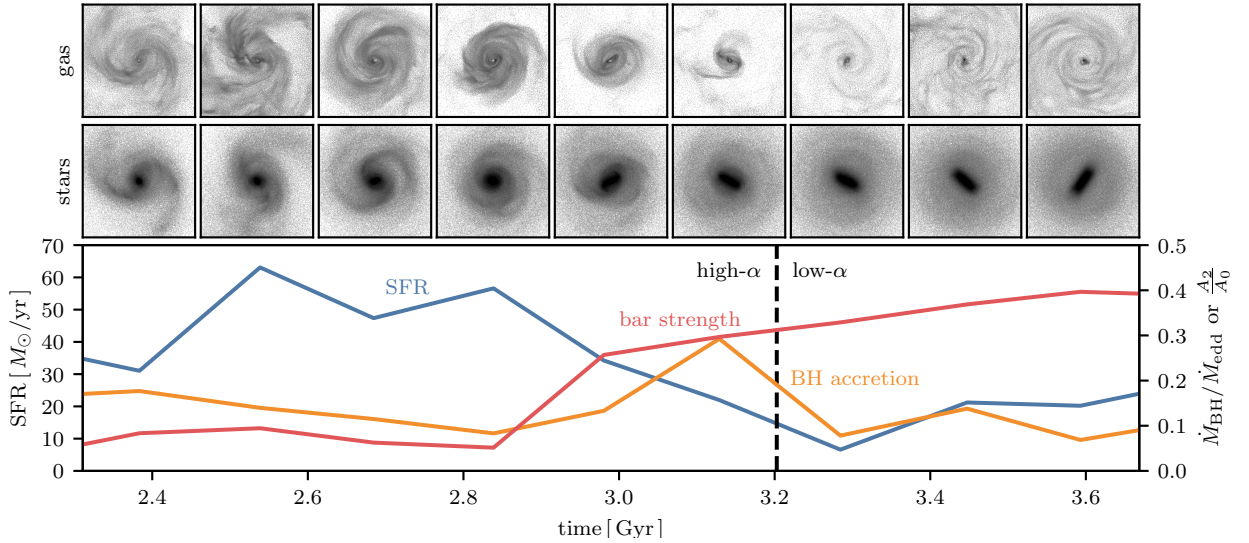 gas
stars
70
60
50
40
30
20
10
0
SFR [ M⊙/yr]
0.5
0.4
0.3
0.2
0.1
0.0
Ṁ_BH/Ṁ_edd or A₂/A₀
high-α
low-α
SFR
bar strength
BH accretion
2.4
2.6
2.8
3.0
3.2
3.4
3.6
time [ Gyr]